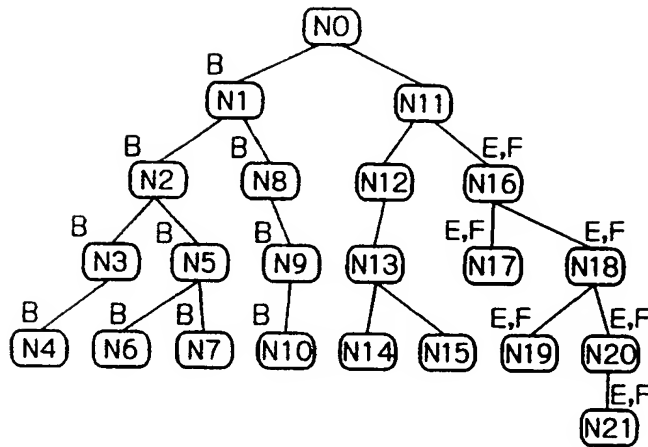 N0
B
N1 N11
B B E,F
N2 N8 N12 N16
B B B E,F E,F
N3 N5 N9 N13 N17 N18
B B B B E,F E,F
N4 N6 N7 N10 N14 N15 N19 N20
E,F
N21